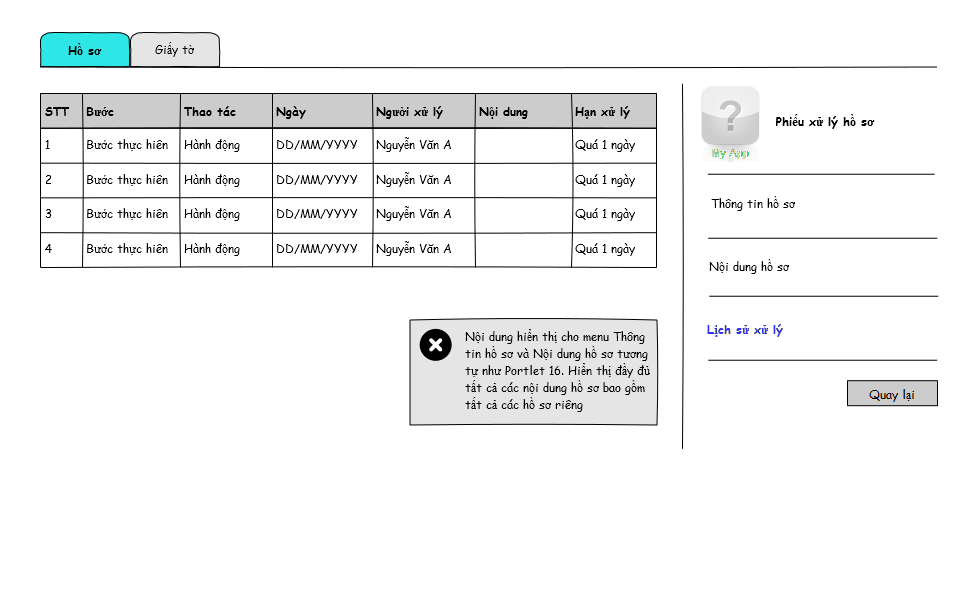 Hồ sơ
Giấy tờ
STT Bước Thao tác Ngày Người xử lý Nội dung Hạn xử lý
1 Bước thực hiên Hành động DD/MM/YYYY Nguyễn Văn A Quá 1 ngày
2 Bước thực hiên Hành động DD/MM/YYYY Nguyễn Văn A Quá 1 ngày
3 Bước thực hiên Hành động DD/MM/YYYY Nguyễn Văn A Quá 1 ngày
4 Bước thực hiên Hành động DD/MM/YYYY Nguyễn Văn A Quá 1 ngày
Nội dung hiển thị cho menu Thông
tin hồ sơ và Nội dung hồ sơ tương
tự như Portlet 16. Hiển thị đầy đủ
tất cả các nội dung hồ sơ bao gồm
tất cả các hồ sơ riêng
?
My App
Phiếu xử lý hồ sơ
Thông tin hồ sơ
Nội dung hồ sơ
Lịch sử xử lý
Quay lại